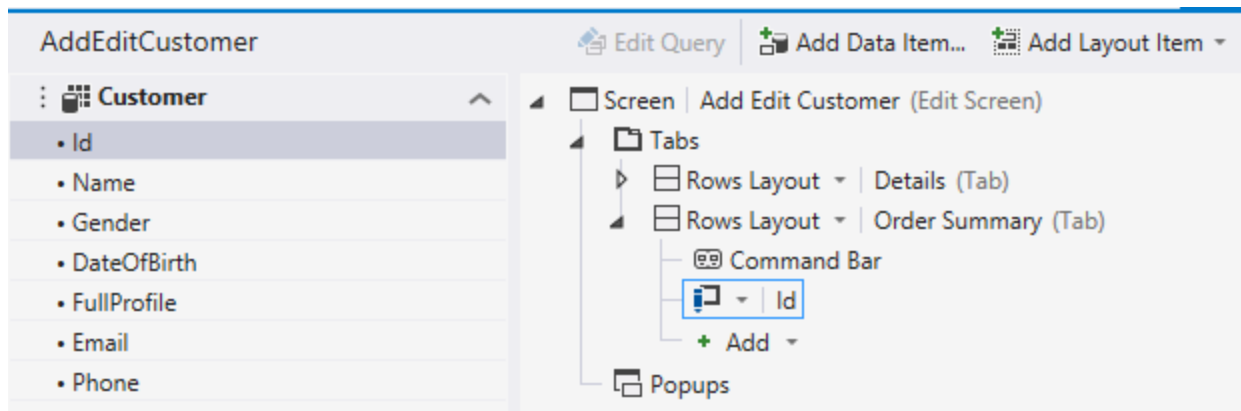 AddEditCustomer
Edit Query
Add Data Item...
Add Layout Item
Customer
• Id
• Name
• Gender
• DateOfBirth
• FullProfile
• Email
• Phone
Screen | Add Edit Customer (Edit Screen)
Tabs
Rows Layout | Details (Tab)
Rows Layout | Order Summary (Tab)
Command Bar
Id
+ Add
Popups